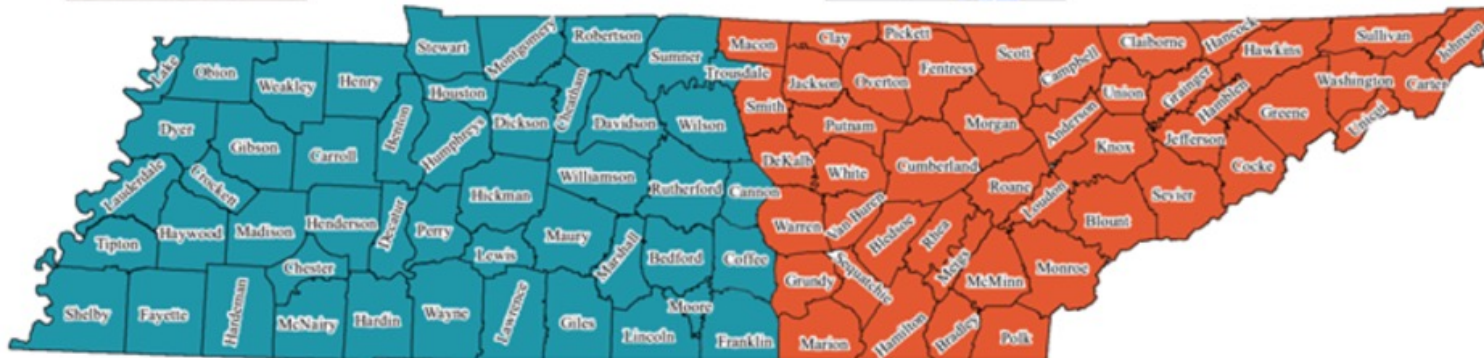 Lake
Obion
Weakley
Henry
Stewart
Montgomery
Robertson
Sumner
Macon
Clay
Pickett
Scott
Campbell
Claiborne
Hancock
Hawkins
Sullivan
Johnson
Trousdale
Houston
Cheatham
Jackson
Overton
Fentress
Union
Grainger
Hamblen
Washington
Carter
Dyer
Gibson
Carroll
Benton
Humphreys
Dickson
Davidson
Wilson
Smith
Putnam
Morgan
Anderson
Knox
Jefferson
Greene
Unicoi
Lauderdale
Crockett
Hickman
Williamson
Rutherford
Cannon
DeKalb
White
Cumberland
Roane
Loudon
Blount
Sevier
Cocke
Tipton
Haywood
Madison
Henderson
Decatur
Perry
Lewis
Maury
Marshall
Bedford
Coffee
Warren
Van Buren
Bledsoe
Rhea
Meigs
McMinn
Monroe
Chester
Grundy
Sequatchie
Shelby
Fayette
Hardeman
McNairy
Hardin
Wayne
Lawrence
Giles
Lincoln
Moore
Franklin
Marion
Hamilton
Bradley
Polk